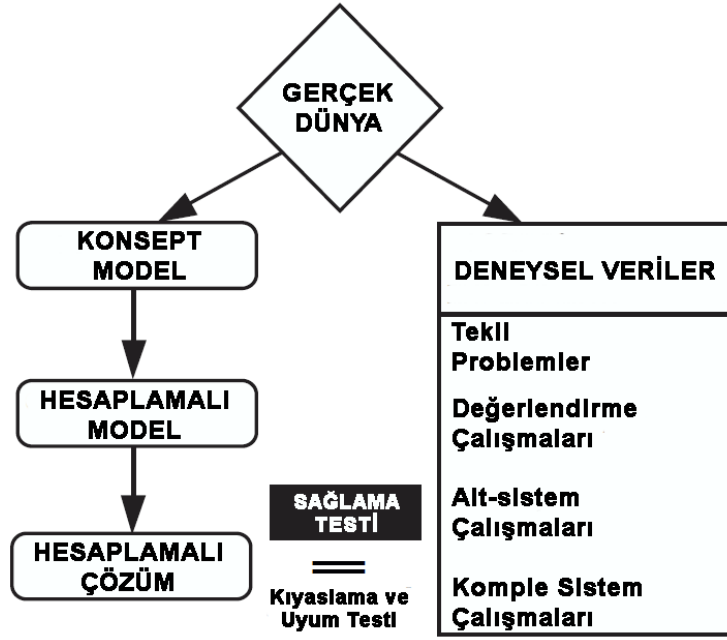 GERÇEK
DÜNYA
KONSEPT
MODEL
HESAPLAMALI
MODEL
HESAPLAMALI
ÇÖZÜM
SAĞLAMA
TESTİ
Kıyaslama ve
Uyum Testi
DENEYSEL VERİLER
Tekil
Problemler
Değerlendirme
Çalışmaları
Alt-sistem
Çalışmaları
Komple Sistem
Çalışmaları